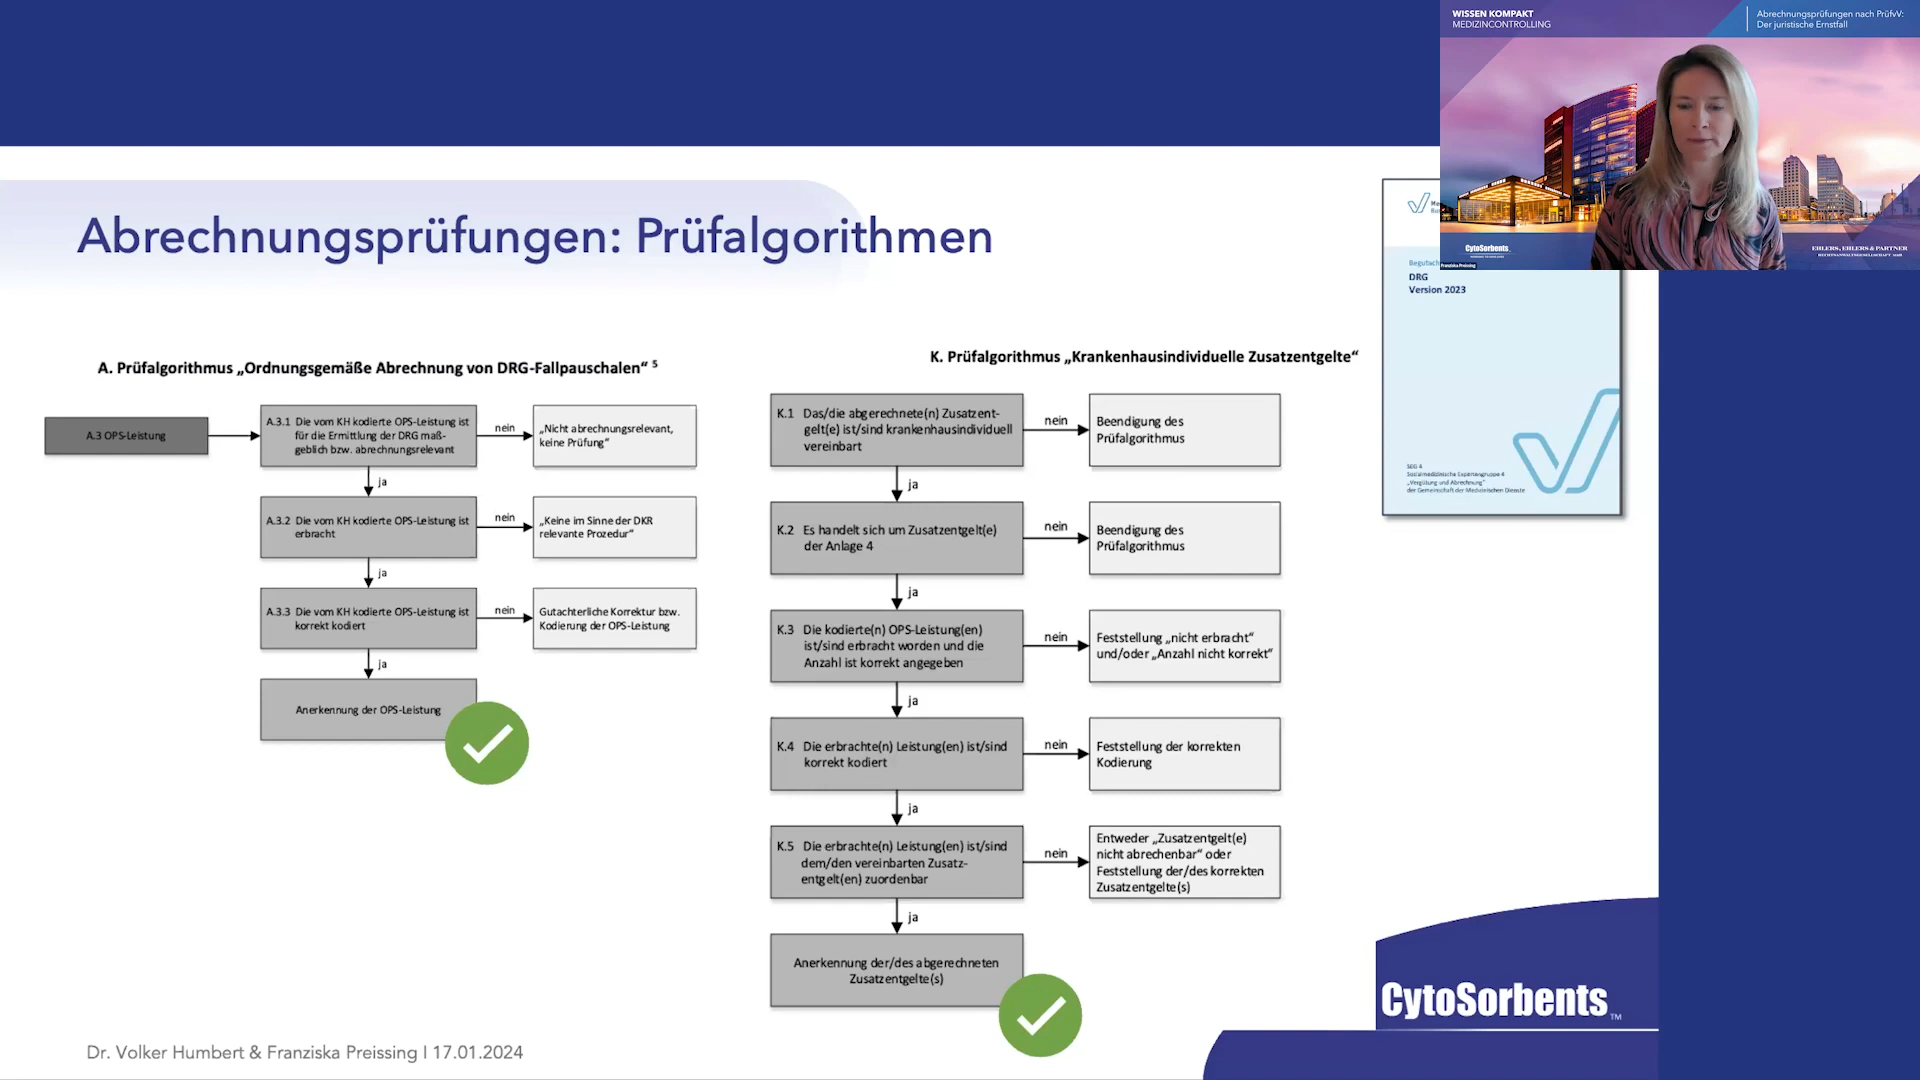 WISSEN KOMPAKT
MEDIZINCONTROLLING
Abrechnungsprüfungen nach PrüfvV:
Der juristische Ernstfall
CytoSorbents
EHLERS, EHLERS & PARTNER
RECHTSANWALTSGESELLSCHAFT
Franziska Preissing
Abrechnungsprüfungen: Prüfalgorithmen
DRG
Version 2023
SEG 4
Sozialmedizinische Expertengruppe 4
„Vergütung und Abrechnung“
der Gemeinschaft der Medizinischen Dienste
A. Prüfalgorithmus „Ordnungsgemäße Abrechnung von DRG-Fallpauschalen“ 5
A.3 OPS-Leistung
A.3.1 Die vom KH kodierte OPS-Leistung ist
für die Ermittlung der DRG maß-
geblich bzw. abrechnungsrelevant
nein
„Nicht abrechnungsrelevant,
keine Prüfung“
ja
A.3.2 Die vom KH kodierte OPS-Leistung ist
erbracht
nein
„Keine im Sinne der DKR
relevante Prozedur“
ja
A.3.3 Die vom KH kodierte OPS-Leistung ist
korrekt kodiert
nein
Gutachterliche Korrektur bzw.
Kodierung der OPS-Leistung
ja
Anerkennung der OPS-Leistung
K. Prüfalgorithmus „Krankenhausindividuelle Zusatzentgelte“
K.1 Das/die abgerechnete(n) Zusatzent-
gelt(e) ist/sind krankenhausindividuell
vereinbart
nein
Beendigung des
Prüfalgorithmus
ja
K.2 Es handelt sich um Zusatzentgelt(e)
der Anlage 4
nein
Beendigung des
Prüfalgorithmus
ja
K.3 Die kodierte(n) OPS-Leistung(en)
ist/sind erbracht worden und die
Anzahl ist korrekt angegeben
nein
Feststellung „nicht erbracht“
und/oder „Anzahl nicht korrekt“
ja
K.4 Die erbrachte(n) Leistung(en) ist/sind
korrekt kodiert
nein
Feststellung der korrekten
Kodierung
ja
K.5 Die erbrachte(n) Leistung(en) ist/sind
dem/den vereinbarten Zusatz-
entgelt(en) zuordenbar
nein
Entweder „Zusatzentgelt(e)
nicht abrechenbar“ oder
Feststellung der/des korrekten
Zusatzentgelte(s)
ja
Anerkennung der/des abgerechneten
Zusatzentgelte(s)
CytoSorbents™
Dr. Volker Humbert & Franziska Preissing I 17.01.2024